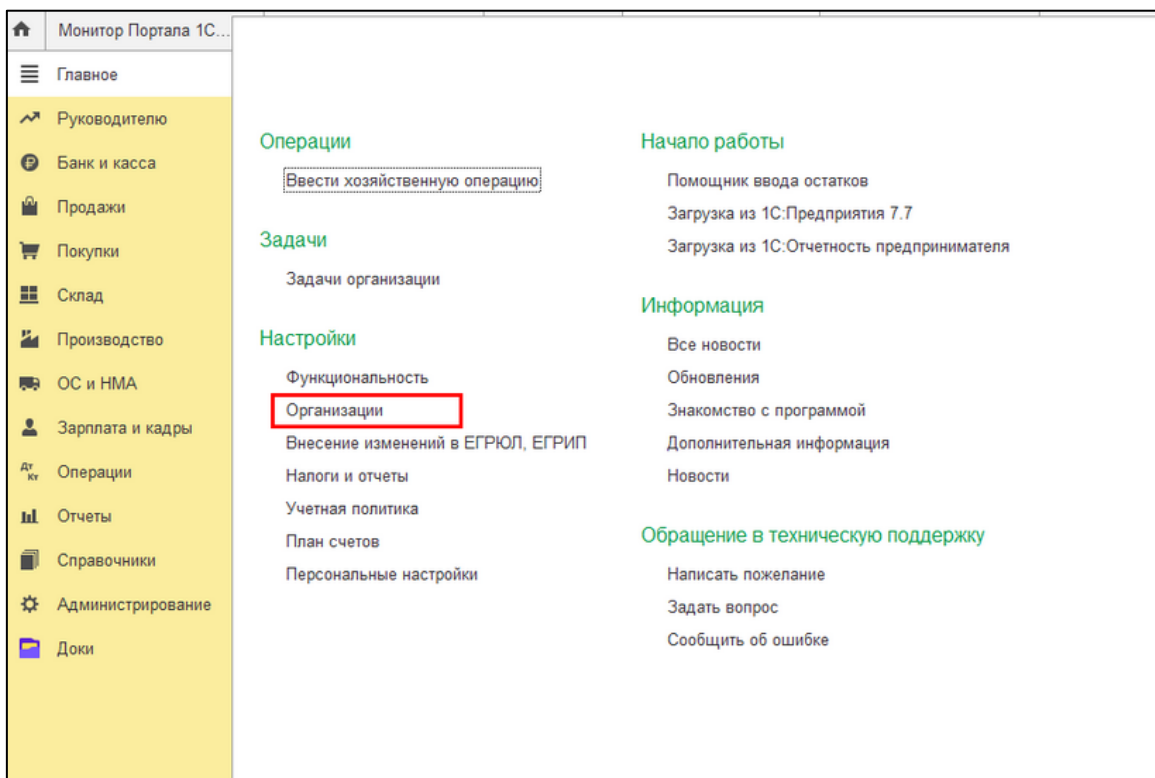 Монитор Портала 1С...
Главное
Руководителю
Банк и касса
Продажи
Покупки
Склад
Производство
ОС и НМА
Зарплата и кадры
Дт Кт Операции
Отчеты
Справочники
Администрирование
Доки
Операции
Ввести хозяйственную операцию
Задачи
Задачи организации
Настройки
Функциональность
Организации
Внесение изменений в ЕГРЮЛ, ЕГРИП
Налоги и отчеты
Учетная политика
План счетов
Персональные настройки
Начало работы
Помощник ввода остатков
Загрузка из 1С:Предприятия 7.7
Загрузка из 1С:Отчетность предпринимателя
Информация
Все новости
Обновления
Знакомство с программой
Дополнительная информация
Новости
Обращение в техническую поддержку
Написать пожелание
Задать вопрос
Сообщить об ошибке